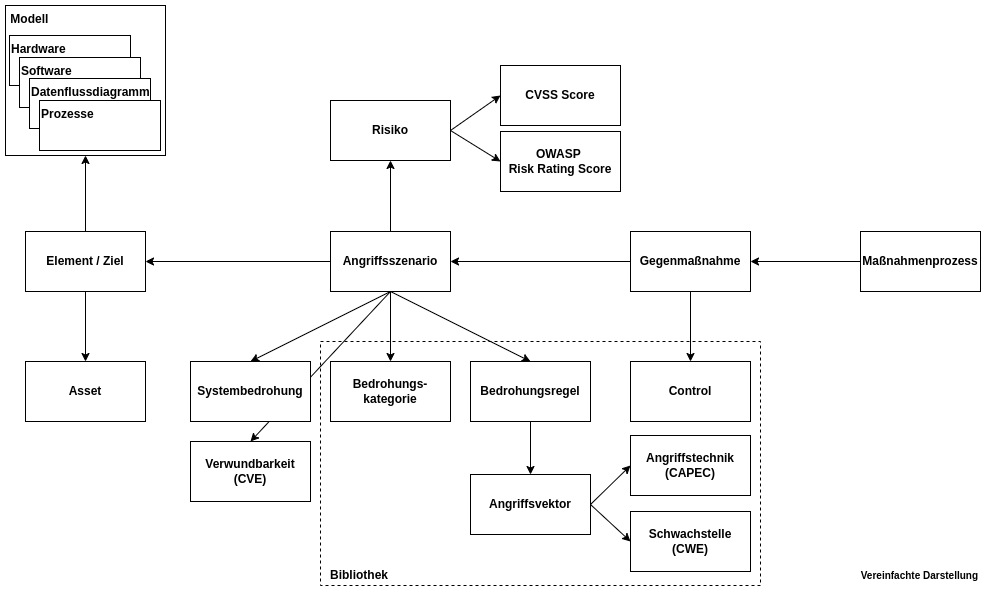 Modell
Hardware
Software
Datenflussdiagramm
Prozesse
CVSS Score
Risiko
OWASP
Risk Rating Score
Element / Ziel
Angriffsszenario
Gegenmaßnahme
Maßnahmenprozess
Asset
Systembedrohung
Bedrohungs-
kategorie
Bedrohungsregel
Control
Verwundbarkeit
(CVE)
Angriffstechnik
(CAPEC)
Angriffsvektor
Schwachstelle
(CWE)
Bibliothek
Vereinfachte Darstellung